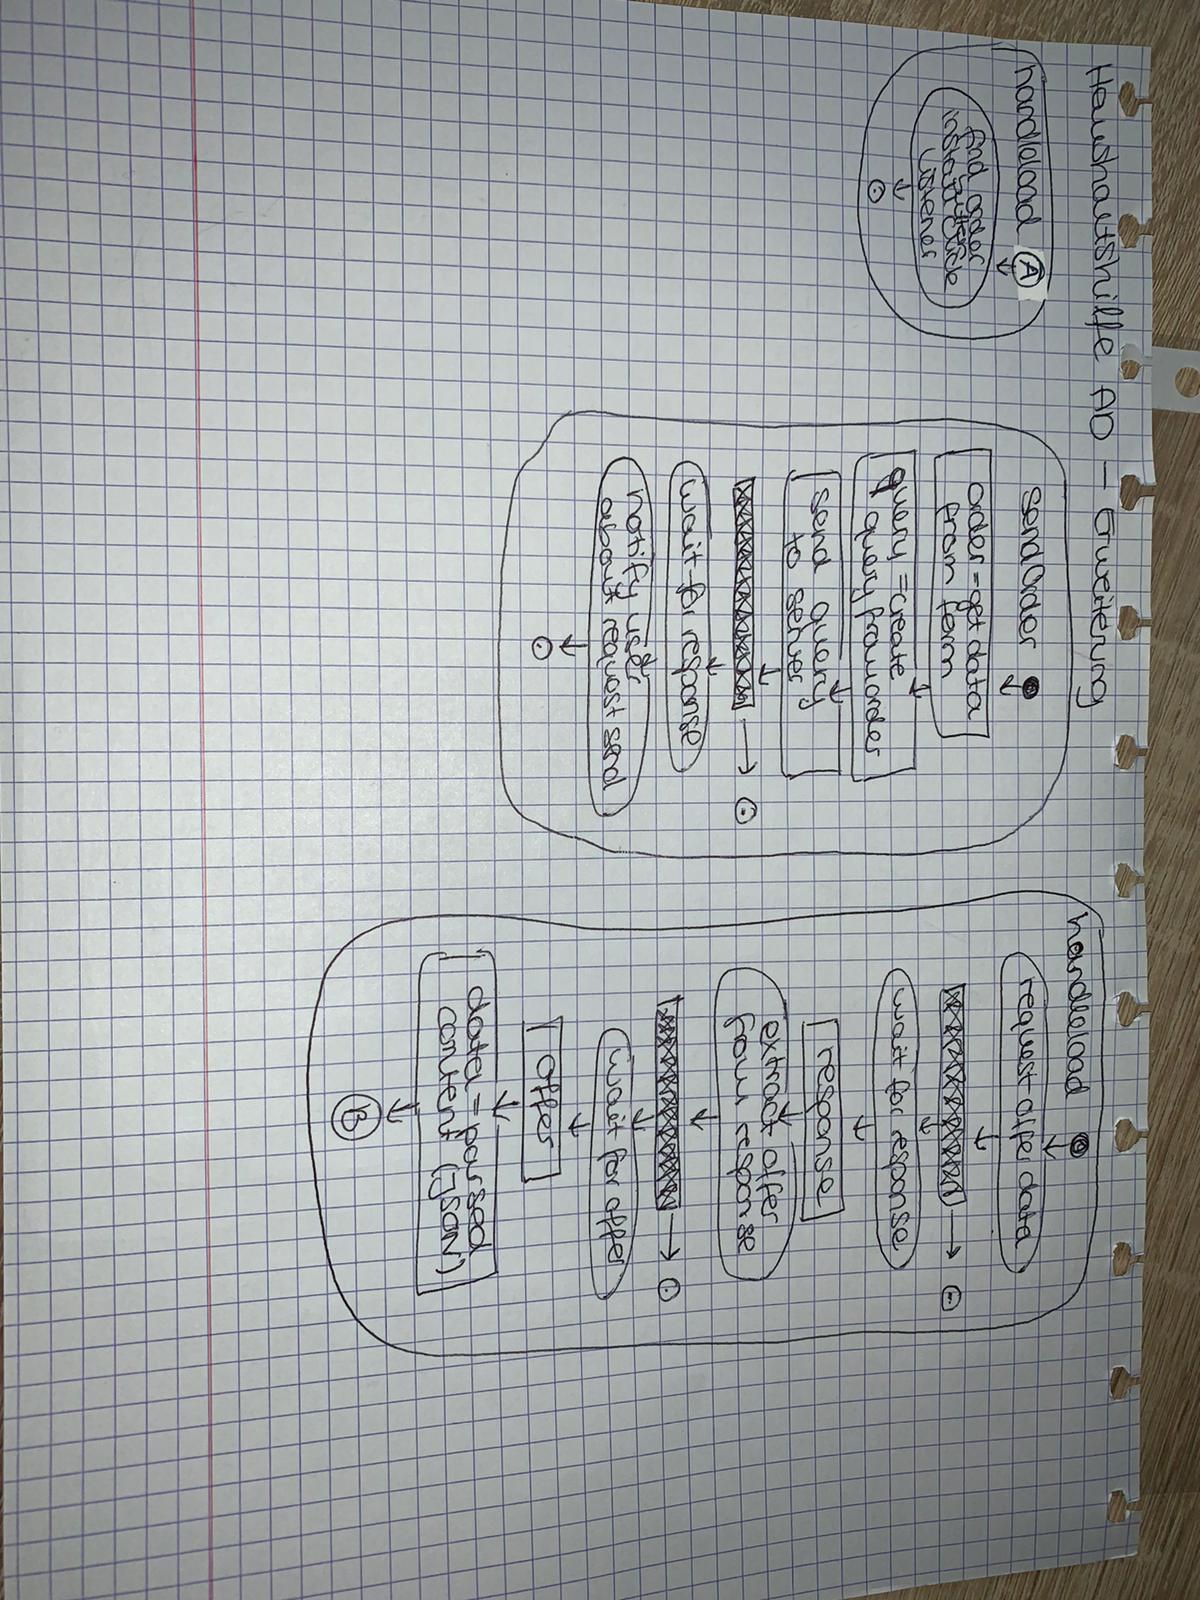 Haushaltshilfe AD - Erweiterung
handleload
A
find order
button
install click
listener
sendOrder
order = get data
from form
query = create
a query from order
send query
to server
wait for response
notify user
about request send
handleload
request offer data
wait for response
response
extract offer
from response
wait for offer
offer
data = parsed
content (JSON)
B